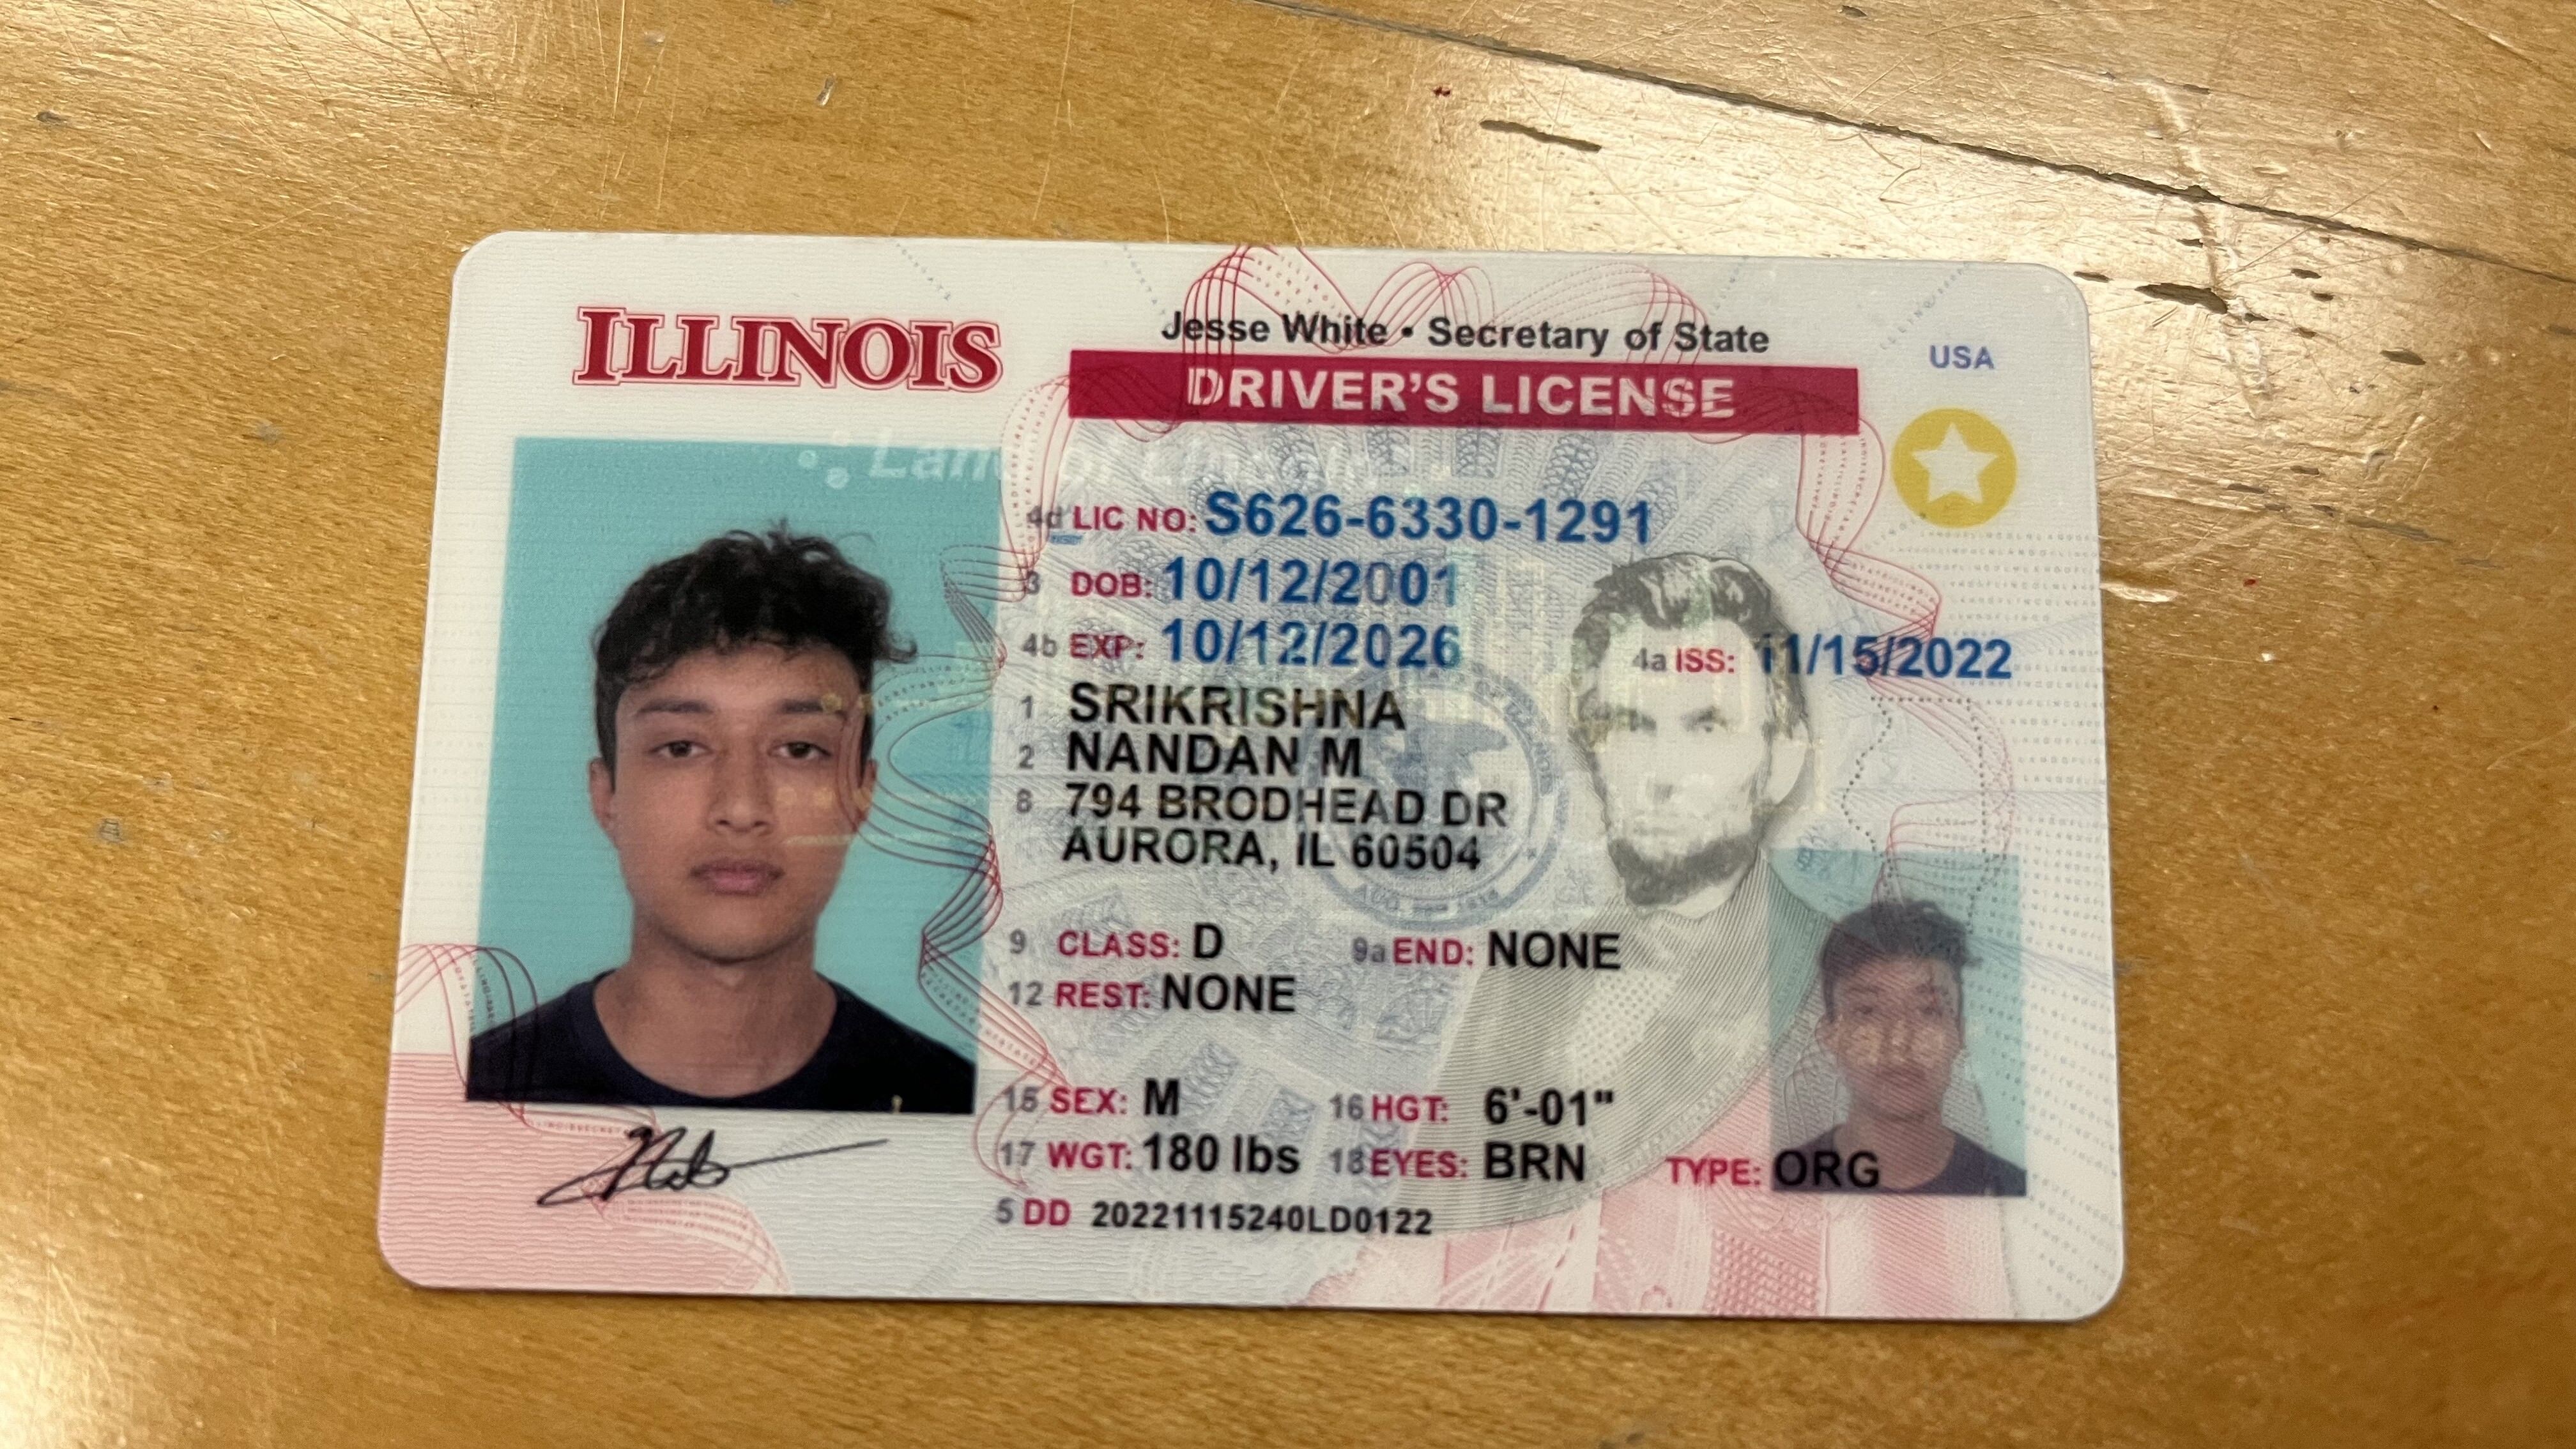 ILLINOIS
Jesse White • Secretary of State
USA
DRIVER'S LICENSE
Land of Lincoln
4d LIC NO: S626-6330-1291
3 DOB: 10/12/2001
4b EXP: 10/12/2026
4a ISS: 11/15/2022
1 SRIKRISHNA
2 NANDAN M
8 794 BRODHEAD DR
AURORA, IL 60504
9 CLASS: D 9a END: NONE
12 REST: NONE
15 SEX: M 16 HGT: 6'-01"
17 WGT: 180 lbs 18 EYES: BRN
TYPE: ORG
5 DD 20221115240LD0122